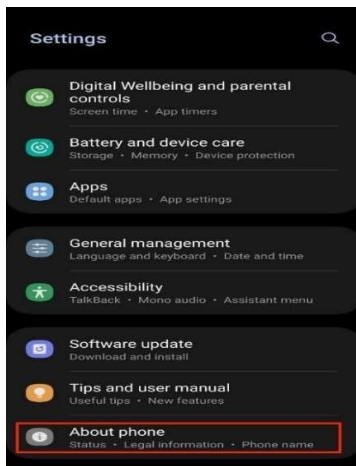 Settings
Digital Wellbeing and parental
controls
Screen time • App timers
Battery and device care
Storage • Memory • Device protection
Apps
Default apps • App settings
General management
Language and keyboard • Date and time
Accessibility
TalkBack • Mono audio • Assistant menu
Software update
Download and install
Tips and user manual
Useful tips • New features
About phone
Status • Legal information • Phone name